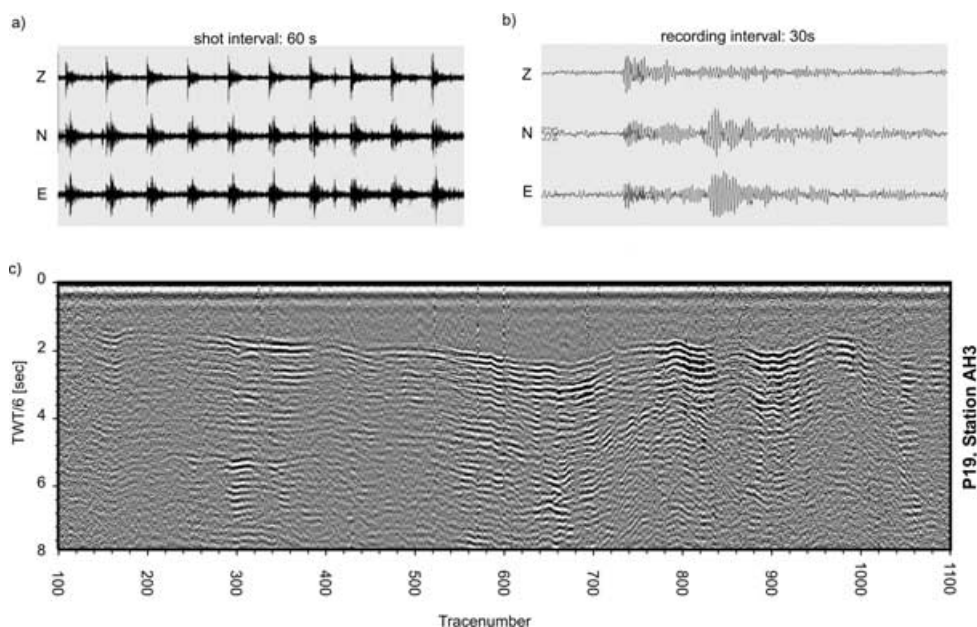 a)
shot interval: 60 s
Z
N
E
b)
recording interval: 30s
Z
N
E
c)
0
2
4
6
8
TWT/6 [sec]
100
200
300
400
500
600
700
800
900
1000
1100
Tracenumber
P19, Station AH3